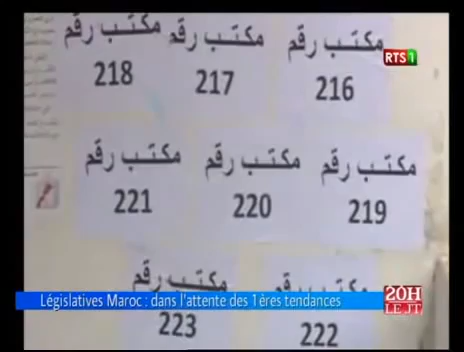 مكتب رقم
216
مكتب رقم
217
مكتب رقم
218
RTS1
مكتب رقم
219
مكتب رقم
220
مكتب رقم
221
مكتب رقم
222
مكتب رقم
223
Législatives Maroc : dans l'attente des 1ères tendances
20H
LE JT